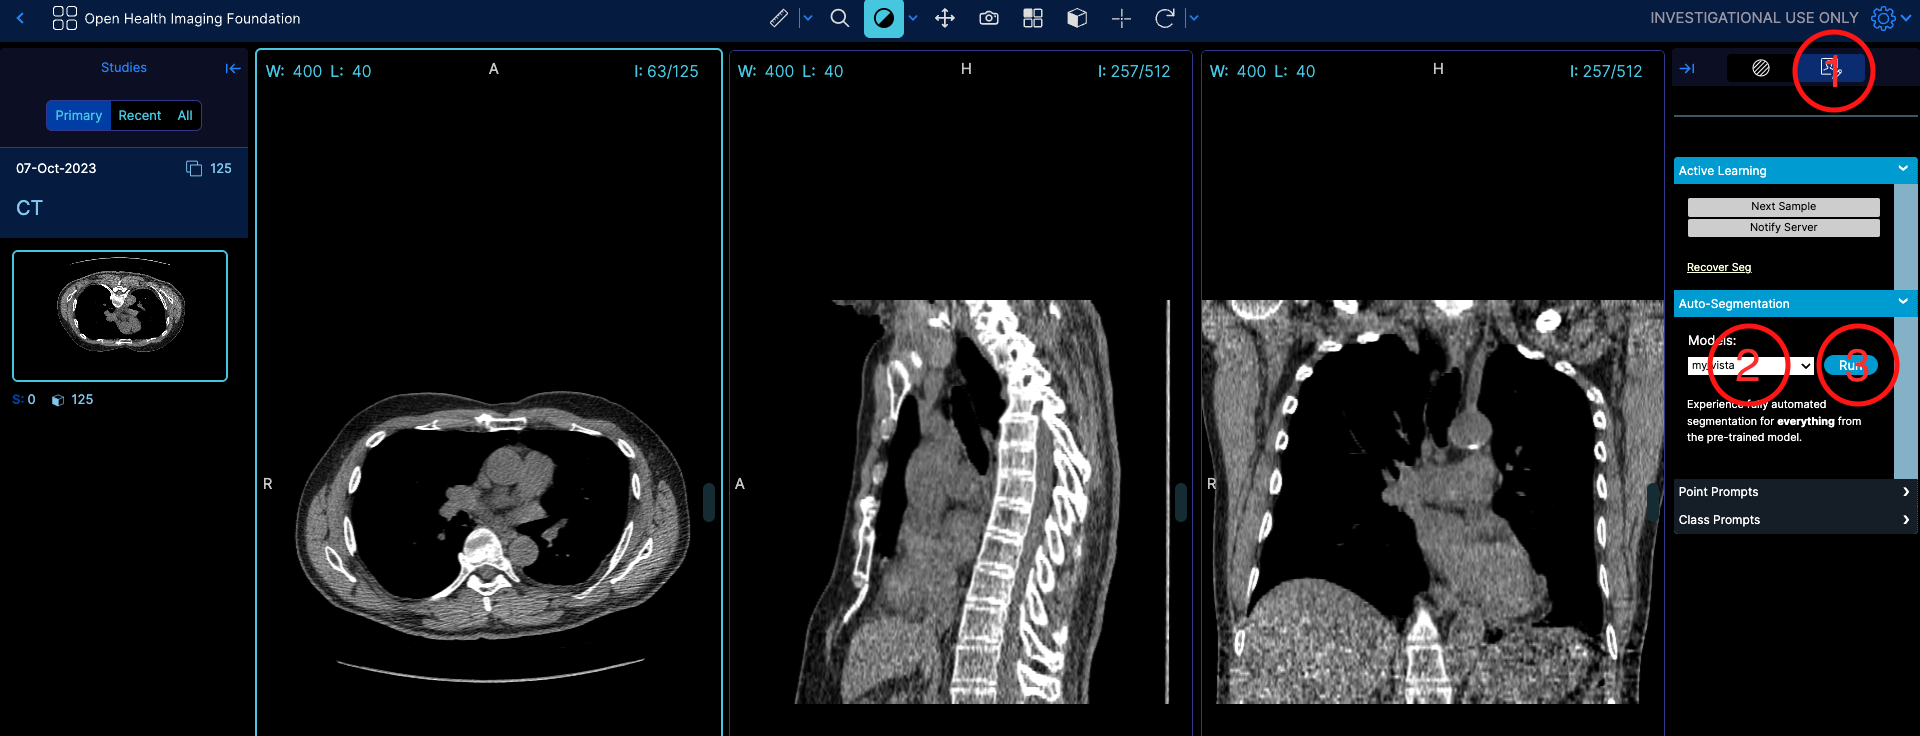 Open Health Imaging Foundation
INVESTIGATIONAL USE ONLY
Studies
Primary Recent All
07-Oct-2023 125
CT
S: 0 125
W: 400 L: 40 A I: 63/125
R
W: 400 L: 40 H I: 257/512
A
W: 400 L: 40 H I: 257/512
R
1
Active Learning
Next Sample
Notify Server
Recover Seg
Auto-Segmentation
Models:
my_vista Run
2 3
Experience fully automated
segmentation for everything from
the pre-trained model.
Point Prompts
Class Prompts